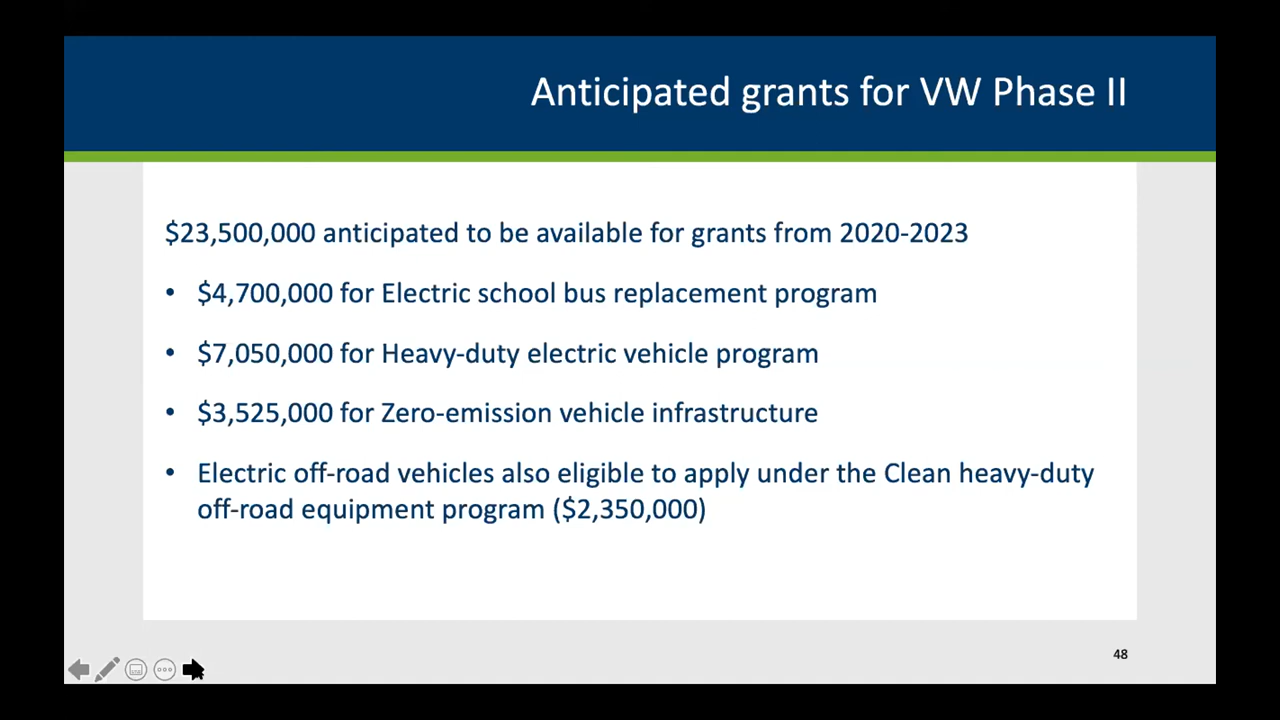 Anticipated grants for VW Phase II
$23,500,000 anticipated to be available for grants from 2020-2023
• $4,700,000 for Electric school bus replacement program
• $7,050,000 for Heavy-duty electric vehicle program
• $3,525,000 for Zero-emission vehicle infrastructure
• Electric off-road vehicles also eligible to apply under the Clean heavy-duty
off-road equipment program ($2,350,000)
48